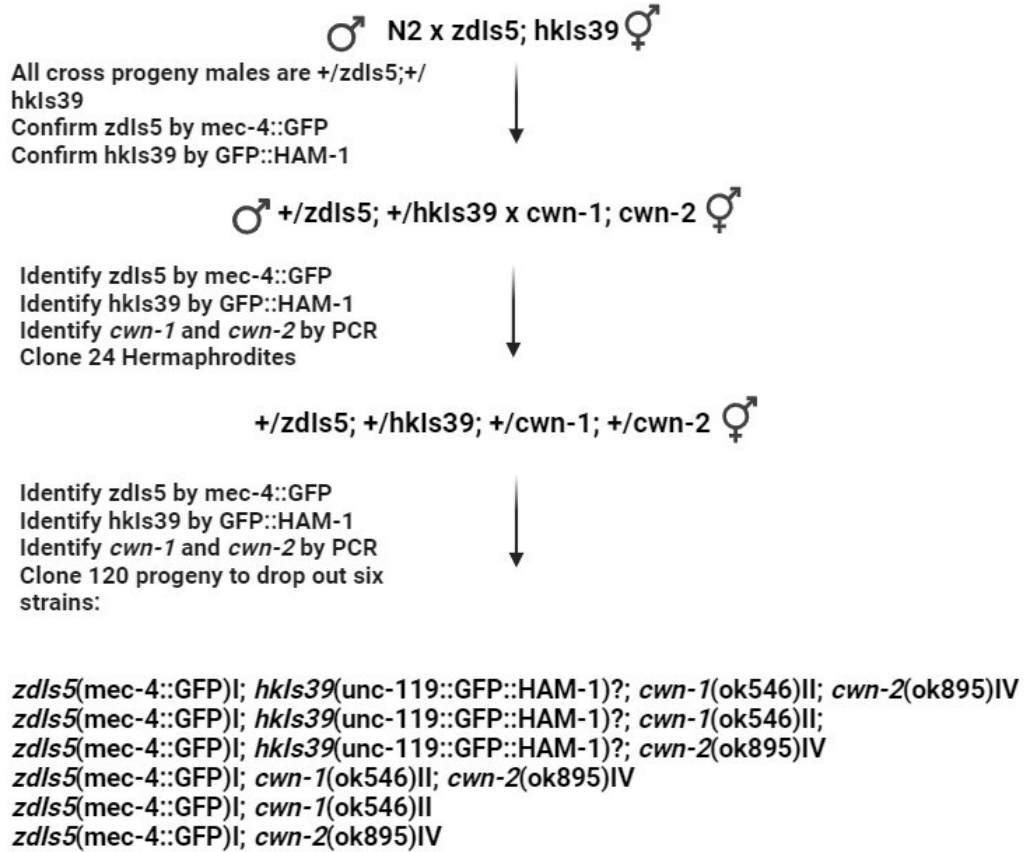 N2 x zdIs5; hkIs39
All cross progeny males are +/zdIs5;+/
hkIs39
Confirm zdIs5 by mec-4::GFP
Confirm hkIs39 by GFP::HAM-1
+/zdIs5; +/hkIs39 x cwn-1; cwn-2
Identify zdIs5 by mec-4::GFP
Identify hkIs39 by GFP::HAM-1
Identify cwn-1 and cwn-2 by PCR
Clone 24 Hermaphrodites
+/zdIs5; +/hkIs39; +/cwn-1; +/cwn-2
Identify zdIs5 by mec-4::GFP
Identify hkIs39 by GFP::HAM-1
Identify cwn-1 and cwn-2 by PCR
Clone 120 progeny to drop out six
strains:
zdIs5(mec-4::GFP)I; hkIs39(unc-119::GFP::HAM-1)?; cwn-1(ok546)II; cwn-2(ok895)IV
zdIs5(mec-4::GFP)I; hkIs39(unc-119::GFP::HAM-1)?; cwn-1(ok546)II;
zdIs5(mec-4::GFP)I; hkIs39(unc-119::GFP::HAM-1)?; cwn-2(ok895)IV
zdIs5(mec-4::GFP)I; cwn-1(ok546)II; cwn-2(ok895)IV
zdIs5(mec-4::GFP)I; cwn-1(ok546)II
zdIs5(mec-4::GFP)I; cwn-2(ok895)IV